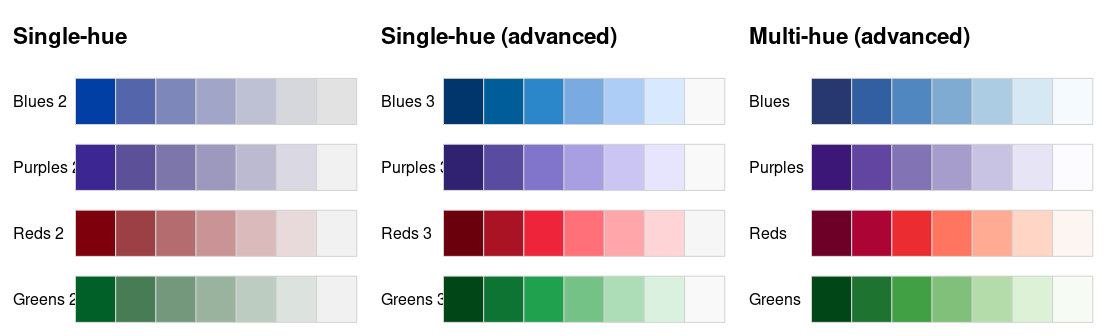 Single-hue Single-hue (advanced) Multi-hue (advanced)
Blues 2 Blues 3 Blues
Purples 2 Purples 3 Purples
Reds 2 Reds 3 Reds
Greens 2 Greens 3 Greens